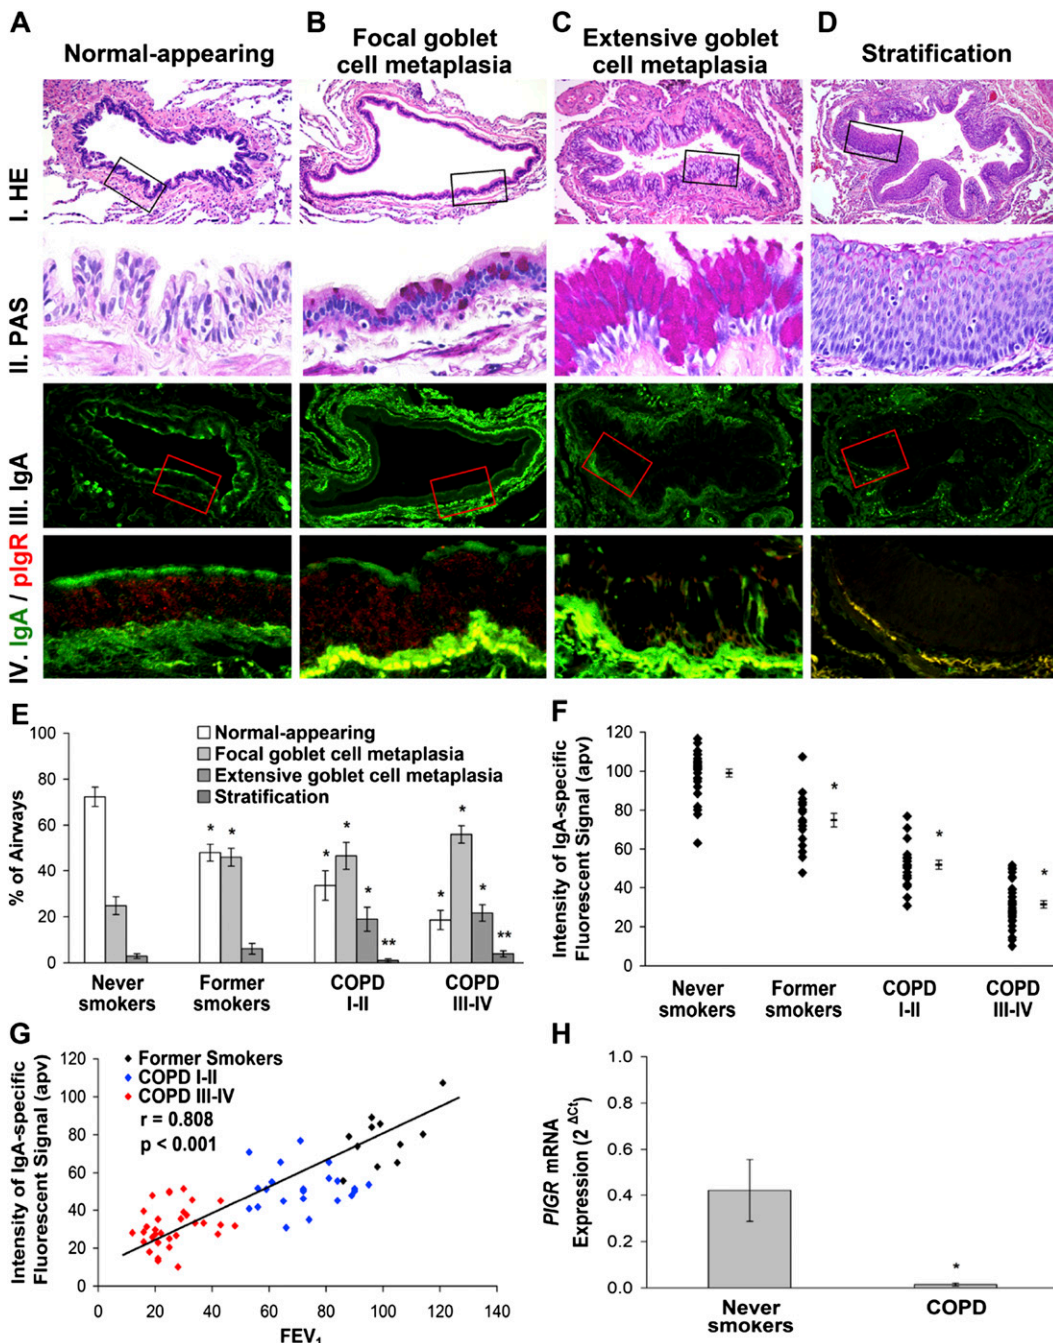 A
Normal-appearing
B
Focal goblet
cell metaplasia
C
Extensive goblet
cell metaplasia
D
Stratification
I. HE
II. PAS
III. IgA
IV. IgA / pIgR
E
% of Airways
100
80
60
40
20
0
Normal-appearing
Focal goblet cell metaplasia
Extensive goblet cell metaplasia
Stratification
* *
* * * **
* * * **
Never
smokers
Former
smokers
COPD
I-II
COPD
III-IV
F
Intensity of IgA-specific
Fluorescent Signal (apv)
120
100
80
60
40
20
0
*
*
*
Never
smokers
Former
smokers
COPD
I-II
COPD
III-IV
G
Intensity of IgA-specific
Fluorescent Signal (apv)
120
100
80
60
40
20
0
Former Smokers
COPD I-II
COPD III-IV
r = 0.808
p < 0.001
0 20 40 60 80 100 120 140
FEV₁
H
PIGR mRNA
Expression (2 ΔCt)
1.0
0.8
0.6
0.4
0.2
0.0
*
Never
smokers
COPD